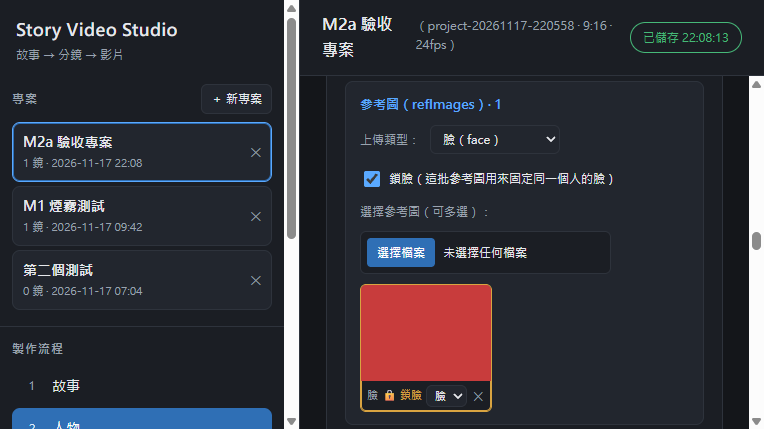 Story Video Studio
故事 → 分鏡 → 影片
專案
+ 新專案
M2a 驗收專案
1 鏡 · 2026-11-17 22:08
M1 煙霧測試
1 鏡 · 2026-11-17 09:42
第二個測試
0 鏡 · 2026-11-17 07:04
製作流程
1 故事
2 人物
M2a 驗收
專案
（project-20261117-220558 · 9:16 ·
24fps）
已儲存 22:08:13
參考圖（refImages）· 1
上傳類型：
臉（face）
鎖臉（這批參考圖用來固定同一個人的臉）
選擇參考圖（可多選）：
選擇檔案 未選擇任何檔案
臉 🔒 鎖臉 臉 ×